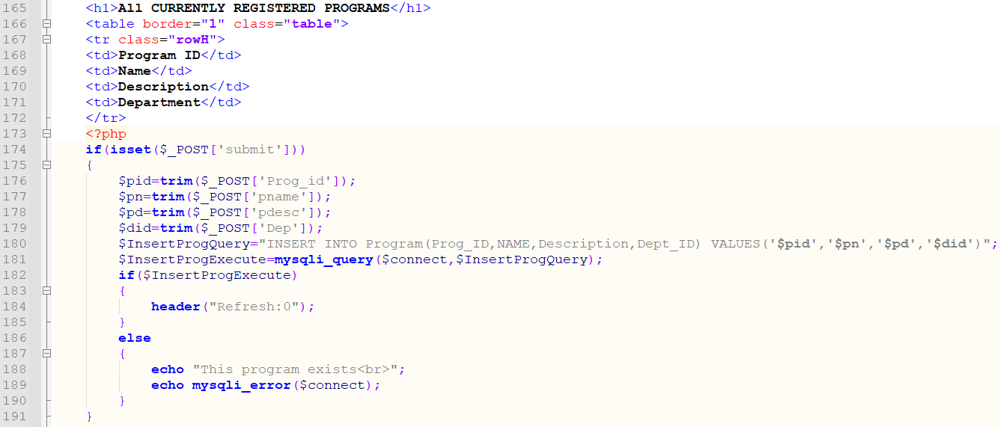 165 <h1>All CURRENTLY REGISTERED PROGRAMS</h1>
166 <table border="1" class="table">
167 <tr class="rowH">
168 <td>Program ID</td>
169 <td>Name</td>
170 <td>Description</td>
171 <td>Department</td>
172 </tr>
173 <?php
174 if(isset($_POST['submit']))
175 {
176 $pid=trim($_POST['Prog_id']);
177 $pn=trim($_POST['pname']);
178 $pd=trim($_POST['pdesc']);
179 $did=trim($_POST['Dep']);
180 $InsertProgQuery="INSERT INTO Program(Prog_ID,NAME,Description,Dept_ID) VALUES('$pid','$pn','$pd','$did')";
181 $InsertProgExecute=mysqli_query($connect,$InsertProgQuery);
182 if($InsertProgExecute)
183 {
184 header("Refresh:0");
185 }
186 else
187 {
188 echo "This program exists<br>";
189 echo mysqli_error($connect);
190 }
191 }